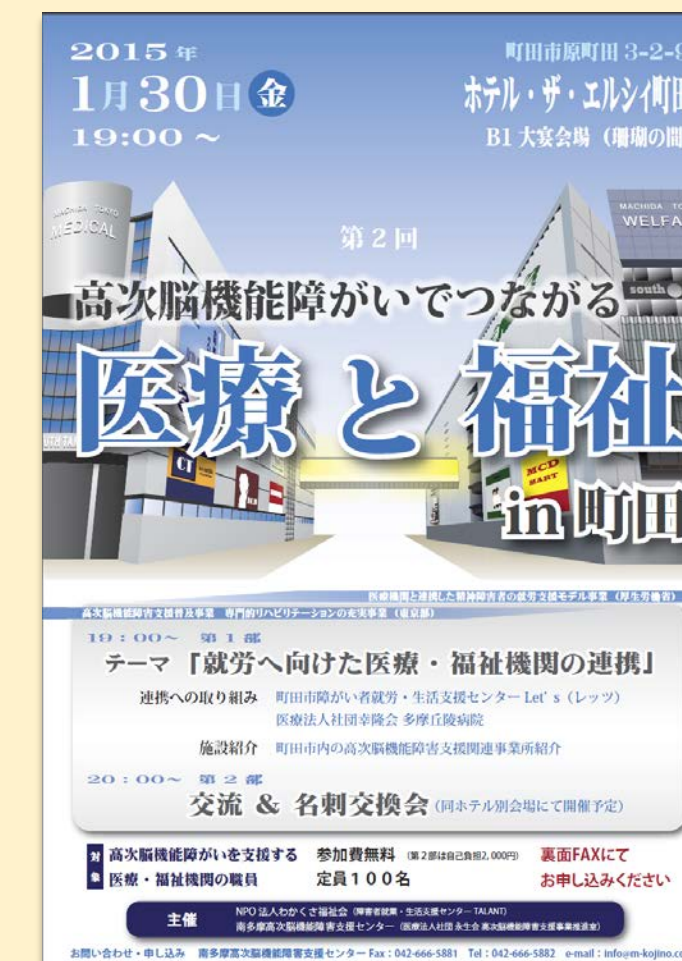 2015年
1月30日 金
19:00 ~
町田市原町田 3-2-9
ホテル・ザ・エルシィ町田
B1 大宴会場（珊瑚の間
MACHIDA TOKYO
MEDICAL
MACHIDA TO
WELFA
south
第2回
高次脳機能障がいでつながる
医療と福祉
in 町田
CT
MCD
MART
医療機関と連携した精神障害者の就労支援モデル事業（厚生労働省）
高次脳機能障害支援普及事業 専門的リハビリテーションの充実事業（東京都）
19：00~ 第1部
テーマ「就労へ向けた医療・福祉機関の連携」
連携への取り組み 町田市障がい者就労・生活支援センター Let’s（レッツ）
医療法人社団幸隆会 多摩丘陵病院
施設紹介 町田市内の高次脳機能障害支援関連事業所紹介
20：00~ 第2部
交流 & 名刺交換会（同ホテル別会場にて開催予定）
対象 高次脳機能障がいを支援する
医療・福祉機関の職員
参加費無料（第2部は自己負担2,000円）
定員100名
裏面FAXにて
お申し込みください
主催 NPO法人わかくさ福祉会（障害者就業・生活支援センター TALANT）
南多摩高次脳機能障害支援センター（医療法人社団 永生会 高次脳機能障害支援事業推進室）
お問い合わせ・申し込み 南多摩高次脳機能障害支援センター Fax：042-666-5881 Tel：042-666-5882 e-mail：info@m-kojino.co